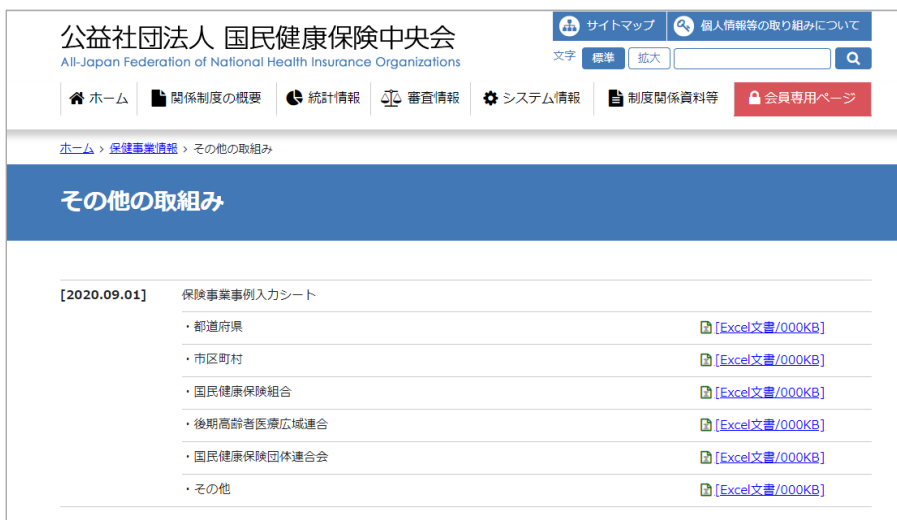 公益社団法人 国民健康保険中央会
All-Japan Federation of National Health Insurance Organizations
サイトマップ 個人情報等の取り組みについて
文字 標準 拡大
ホーム 関係制度の概要 統計情報 審査情報 システム情報 制度関係資料等 会員専用ページ
ホーム › 保健事業情報 › その他の取組み
その他の取組み
[2020.09.01] 保険事業事例入力シート
・都道府県 [Excel文書/000KB]
・市区町村 [Excel文書/000KB]
・国民健康保険組合 [Excel文書/000KB]
・後期高齢者医療広域連合 [Excel文書/000KB]
・国民健康保険団体連合会 [Excel文書/000KB]
・その他 [Excel文書/000KB]